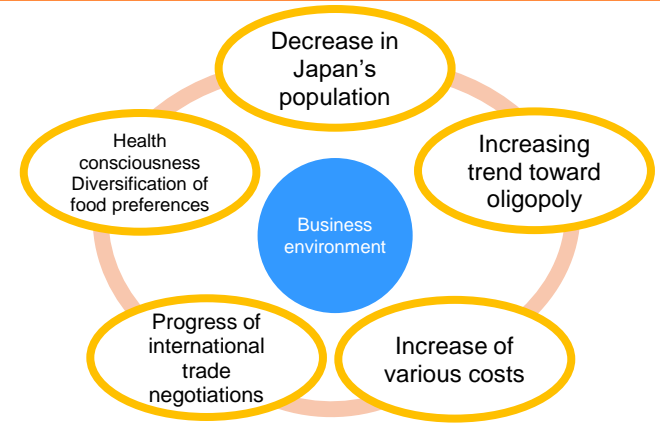 Decrease in
Japan's
population
Increasing
trend toward
oligopoly
Increase of
various costs
Progress of
international
trade
negotiations
Health
consciousness
Diversification of
food preferences
Business
environment